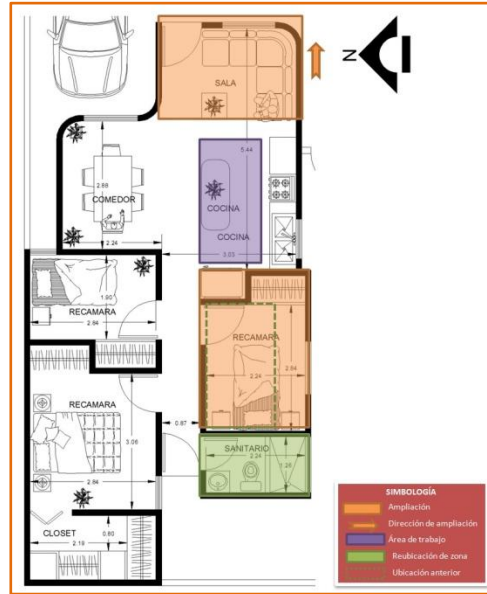 SALA
N
5.44
2.88
COMEDOR
COCINA
COCINA
2.24
3.03
1.90
RECAMARA
2.84
RECAMARA
2.24
2.64
RECAMARA
3.06
0.87
2.84
SANITARIO
2.24
1.28
CLOSET
0.60
2.19
SIMBOLOGÍA
Ampliación
Dirección de ampliación
Área de trabajo
Reubicación de zona
Ubicación anterior